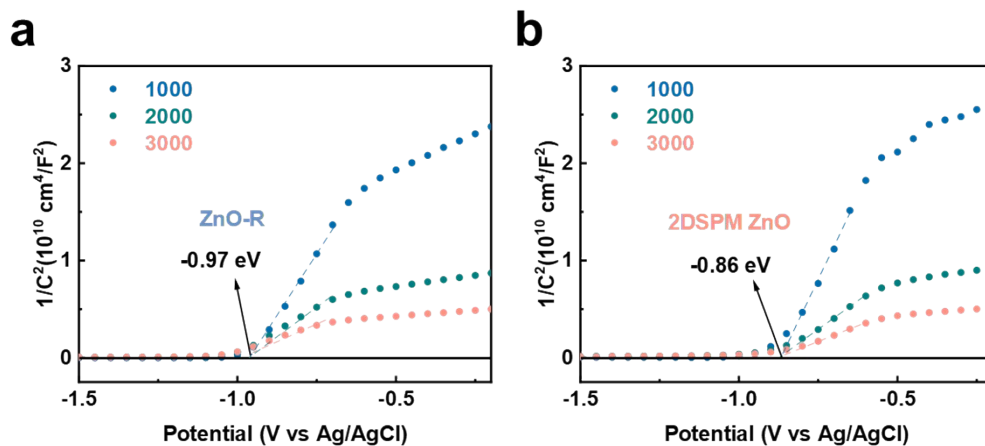 a
3
2
1
0
1/C²(10¹⁰ cm⁴/F²)
1000
2000
3000
ZnO-R
-0.97 eV
-1.5
-1.0
-0.5
Potential (V vs Ag/AgCl)
b
3
2
1
0
1/C²(10¹⁰ cm⁴/F²)
1000
2000
3000
2DSPM ZnO
-0.86 eV
-1.5
-1.0
-0.5
Potential (V vs Ag/AgCl)